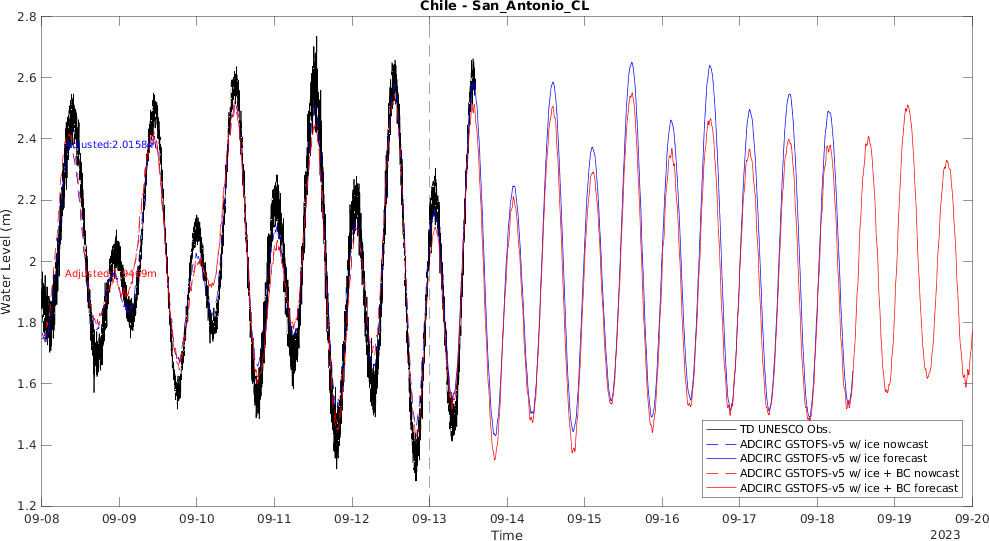 Chile - San_Antonio_CL
2.8
2.6
2.4
2.2
2
1.8
1.6
1.4
1.2
Water Level (m)
09-08 09-09 09-10 09-11 09-12 09-13 09-14 09-15 09-16 09-17 09-18 09-19 09-20
Time
2023
TD UNESCO Obs.
ADCIRC GSTOFS-v5 w/ ice nowcast
ADCIRC GSTOFS-v5 w/ ice forecast
ADCIRC GSTOFS-v5 w/ ice + BC nowcast
ADCIRC GSTOFS-v5 w/ ice + BC forecast